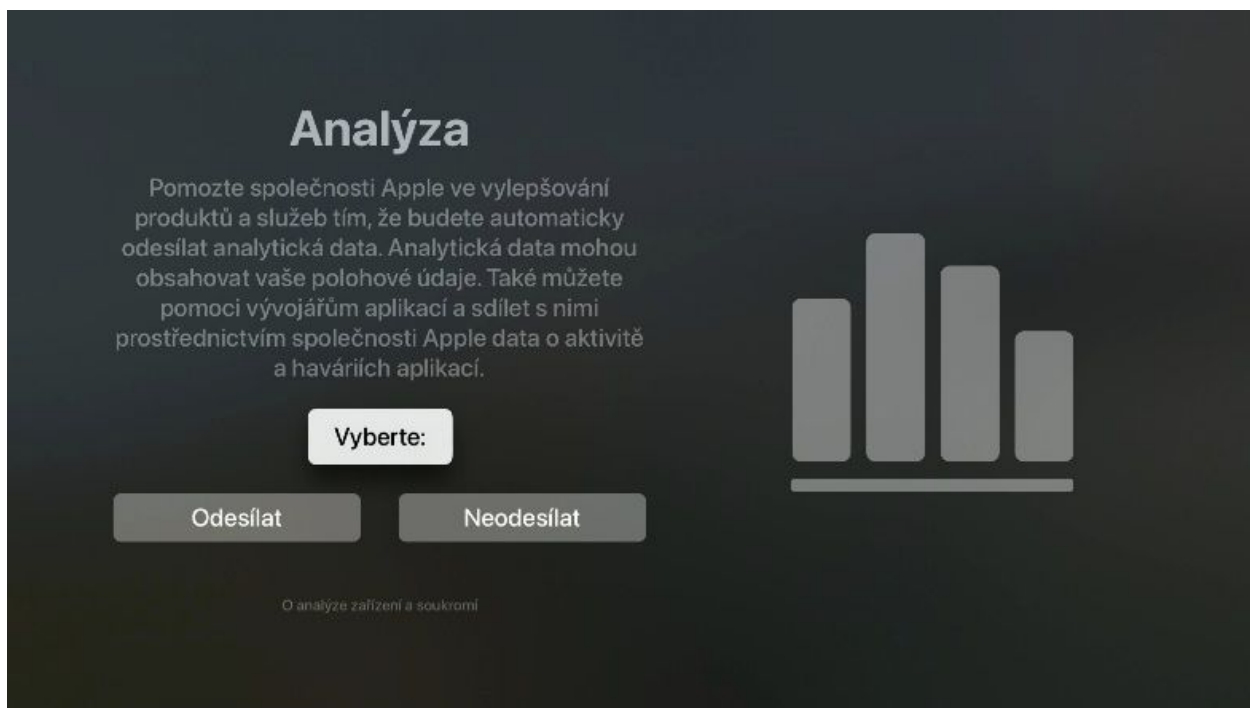 Analýza
Pomozte společnosti Apple ve vylepšování
produktů a služeb tím, že budete automaticky
odesílat analytická data. Analytická data mohou
obsahovat vaše polohové údaje. Také můžete
pomoci vývojářům aplikací a sdílet s nimi
prostřednictvím společnosti Apple data o aktivitě
a haváriích aplikací.
Vyberte:
Odesílat
Neodesílat
O analýze zařízení a soukromí